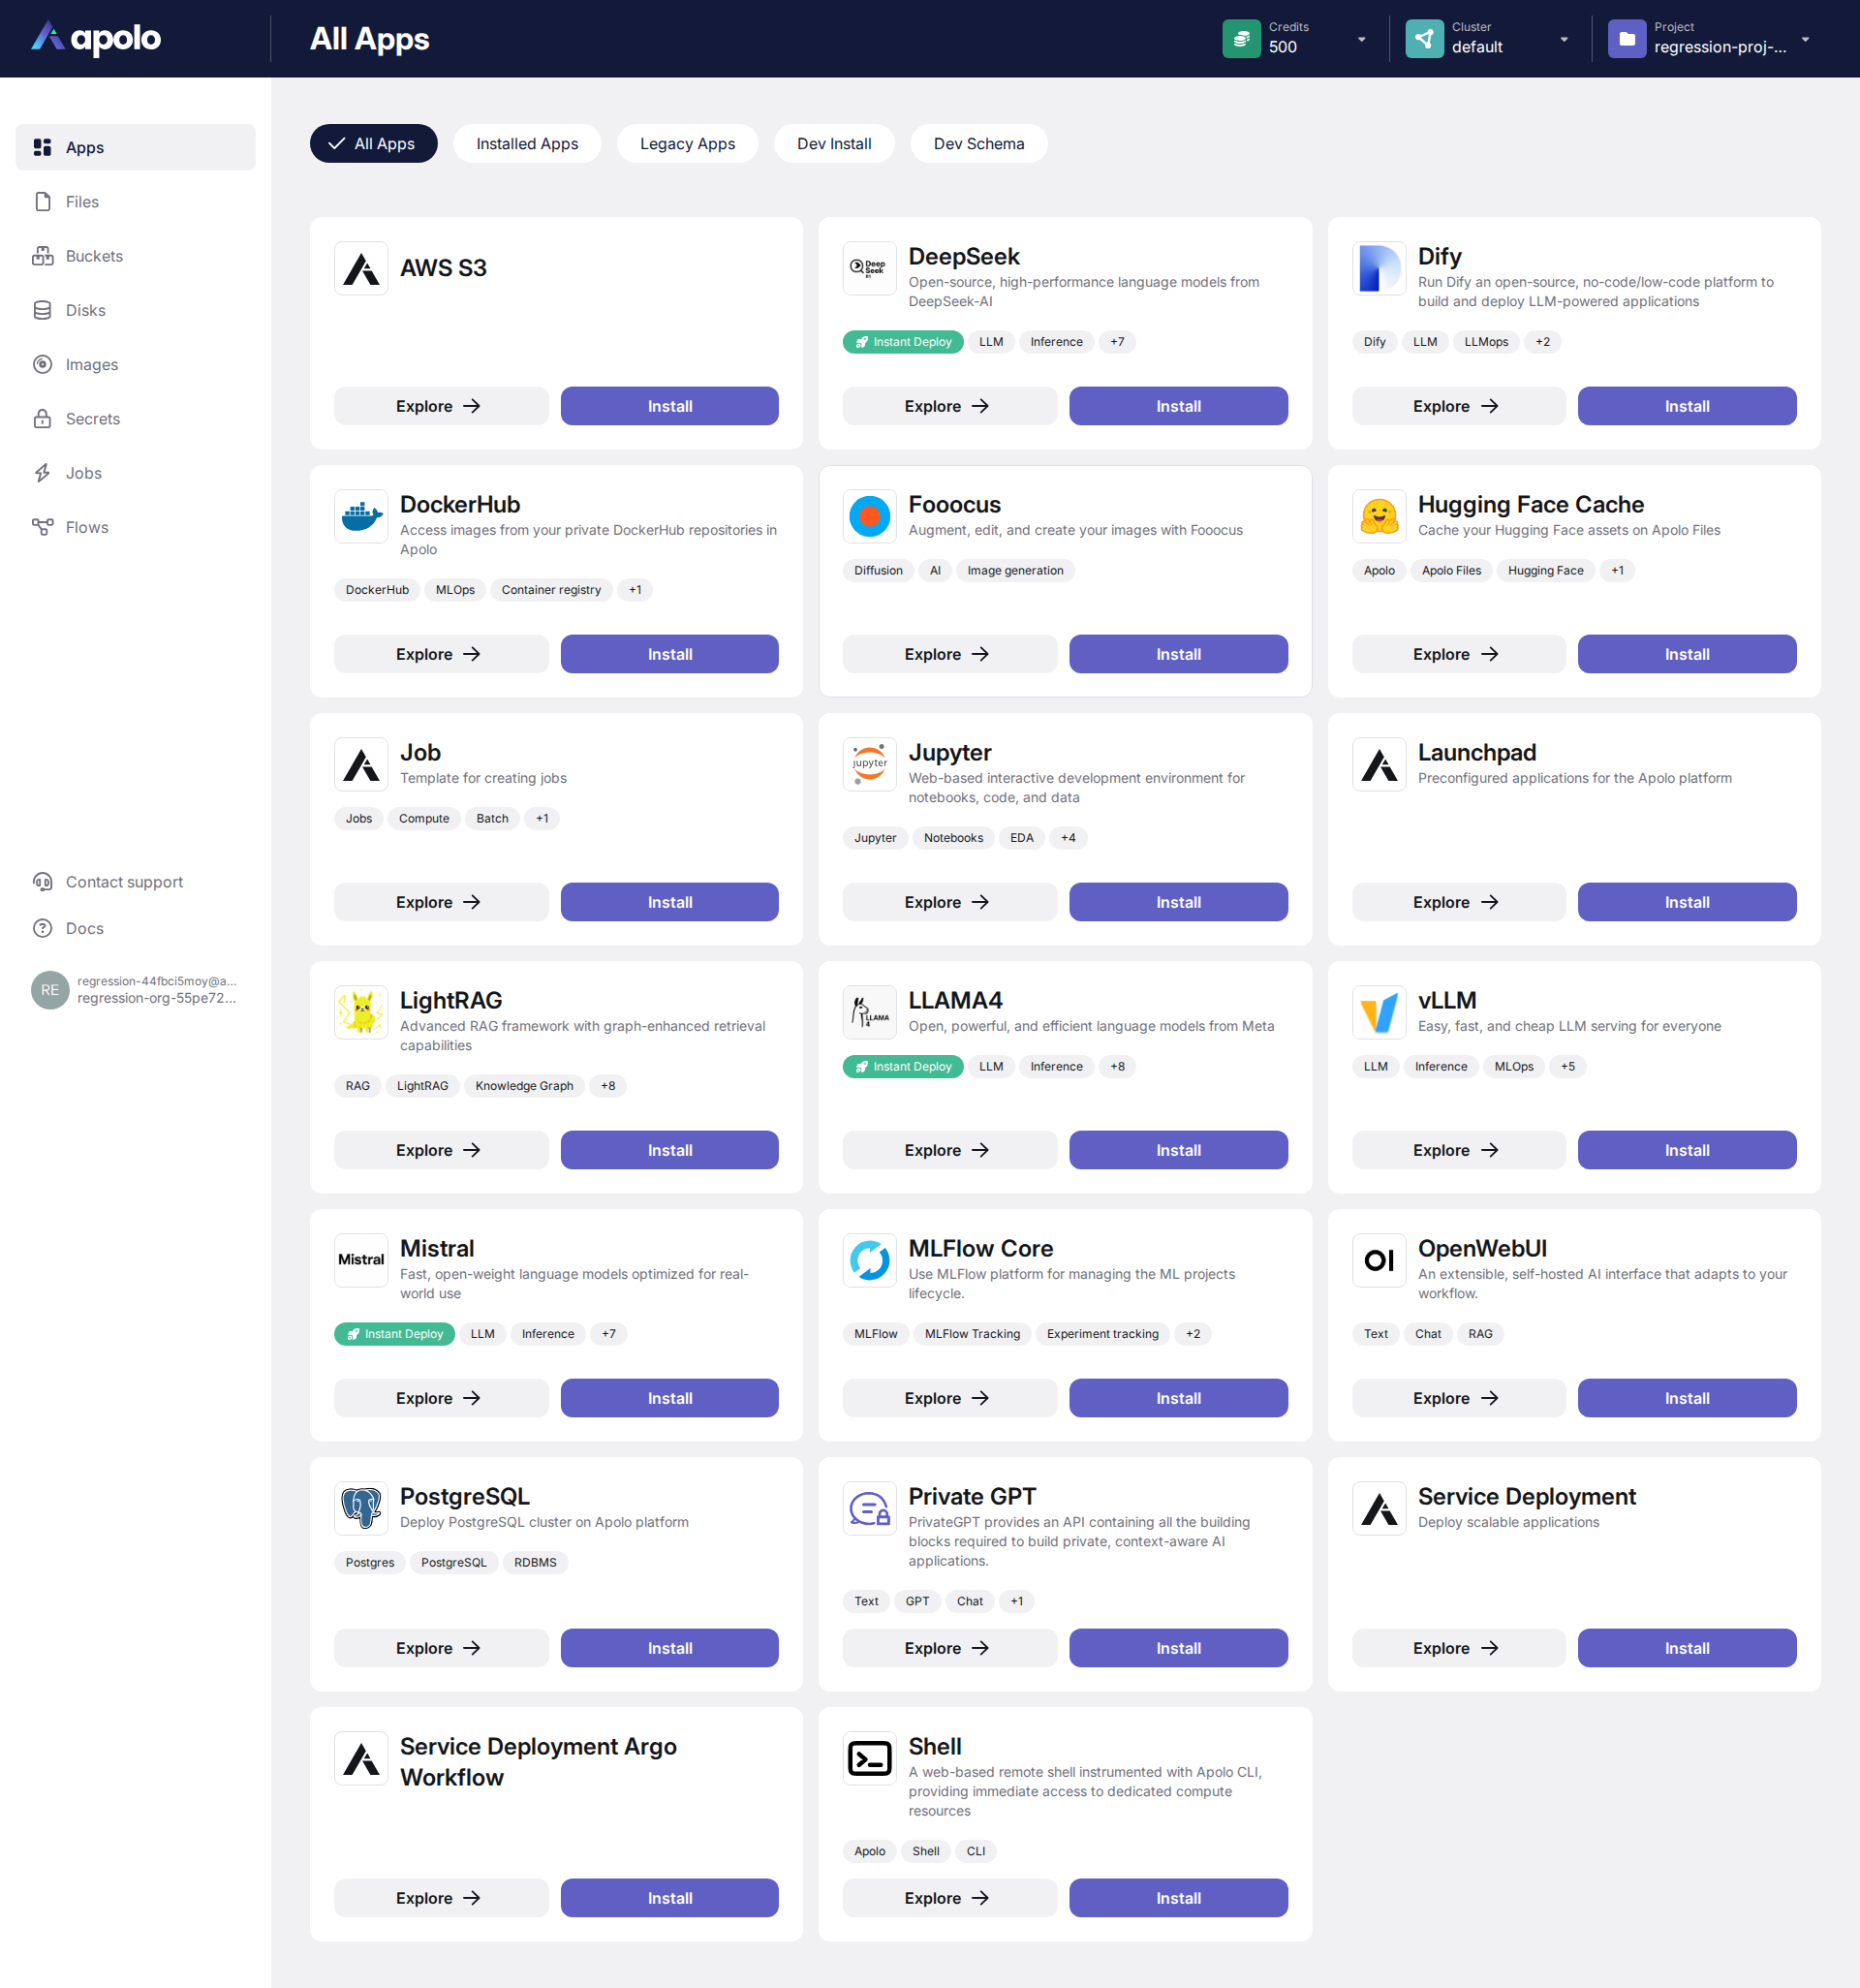 apolo
All Apps
Credits
500
Cluster
default
Project
regression-proj-...
Apps
Files
Buckets
Disks
Images
Secrets
Jobs
Flows
Contact support
Docs
RE
regression-44fbci5moy@a...
regression-org-55pe72...
All Apps
Installed Apps
Legacy Apps
Dev Install
Dev Schema
AWS S3
Explore
Install
Deep
Seek
R1
DeepSeek
Open-source, high-performance language models from
DeepSeek-AI
Instant Deploy
LLM
Inference
+7
Explore
Install
Dify
Run Dify an open-source, no-code/low-code platform to
build and deploy LLM-powered applications
Dify
LLM
LLMops
+2
Explore
Install
DockerHub
Access images from your private DockerHub repositories in
Apolo
DockerHub
MLOps
Container registry
+1
Explore
Install
Fooocus
Augment, edit, and create your images with Fooocus
Diffusion
AI
Image generation
Explore
Install
Hugging Face Cache
Cache your Hugging Face assets on Apolo Files
Apolo
Apolo Files
Hugging Face
+1
Explore
Install
Job
Template for creating jobs
Jobs
Compute
Batch
+1
Explore
Install
jupyter
Jupyter
Web-based interactive development environment for
notebooks, code, and data
Jupyter
Notebooks
EDA
+4
Explore
Install
Launchpad
Preconfigured applications for the Apolo platform
Explore
Install
LightRAG
Advanced RAG framework with graph-enhanced retrieval
capabilities
RAG
LightRAG
Knowledge Graph
+8
Explore
Install
LLAMA
4
LLAMA4
Open, powerful, and efficient language models from Meta
Instant Deploy
LLM
Inference
+8
Explore
Install
vLLM
Easy, fast, and cheap LLM serving for everyone
LLM
Inference
MLOps
+5
Explore
Install
Mistral
Mistral
Fast, open-weight language models optimized for real-
world use
Instant Deploy
LLM
Inference
+7
Explore
Install
MLFlow Core
Use MLFlow platform for managing the ML projects
lifecycle.
MLFlow
MLFlow Tracking
Experiment tracking
+2
Explore
Install
OI
OpenWebUI
An extensible, self-hosted AI interface that adapts to your
workflow.
Text
Chat
RAG
Explore
Install
PostgreSQL
Deploy PostgreSQL cluster on Apolo platform
Postgres
PostgreSQL
RDBMS
Explore
Install
Private GPT
PrivateGPT provides an API containing all the building
blocks required to build private, context-aware AI
applications.
Text
GPT
Chat
+1
Explore
Install
Service Deployment
Deploy scalable applications
Explore
Install
Service Deployment Argo
Workflow
Explore
Install
Shell
A web-based remote shell instrumented with Apolo CLI,
providing immediate access to dedicated compute
resources
Apolo
Shell
CLI
Explore
Install